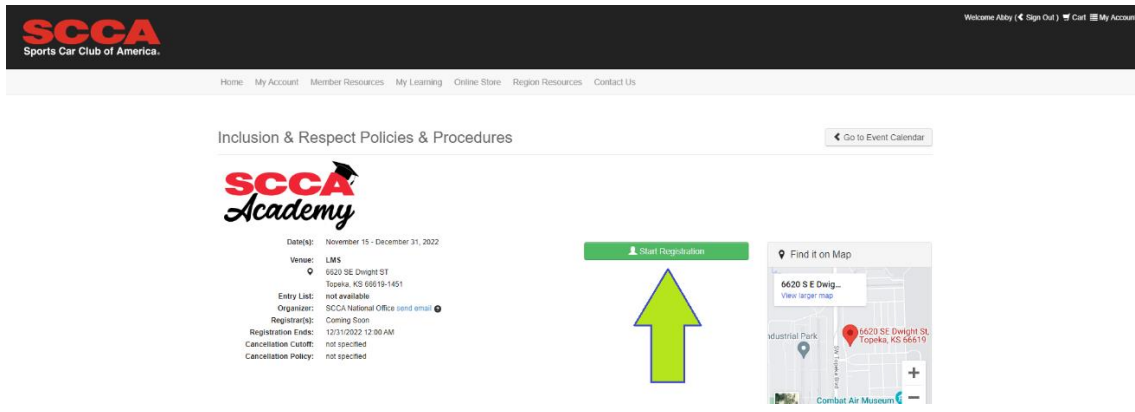 Welcome Abby ( Sign Out ) Cart My Account
SCCA
Sports Car Club of America.
Home My Account Member Resources My Learning Online Store Region Resources Contact Us
Inclusion & Respect Policies & Procedures
Go to Event Calendar
SCCA
Academy
Date(s): November 15 - December 31, 2022
Venue: LMS
6620 SE Dwight ST
Topeka, KS 66619-1451
Entry List: not available
Organizer: SCCA National Office send email
Registrar(s): Coming Soon
Registration Ends: 12/31/2022 12:00 AM
Cancellation Cutoff: not specified
Cancellation Policy: not specified
Start Registration
Find it on Map
6620 S E Dwig...
View larger map
6620 SE Dwight St,
Topeka, KS 66619
ndustrial Park
SW Topeka Blvd
Combat Air Museum